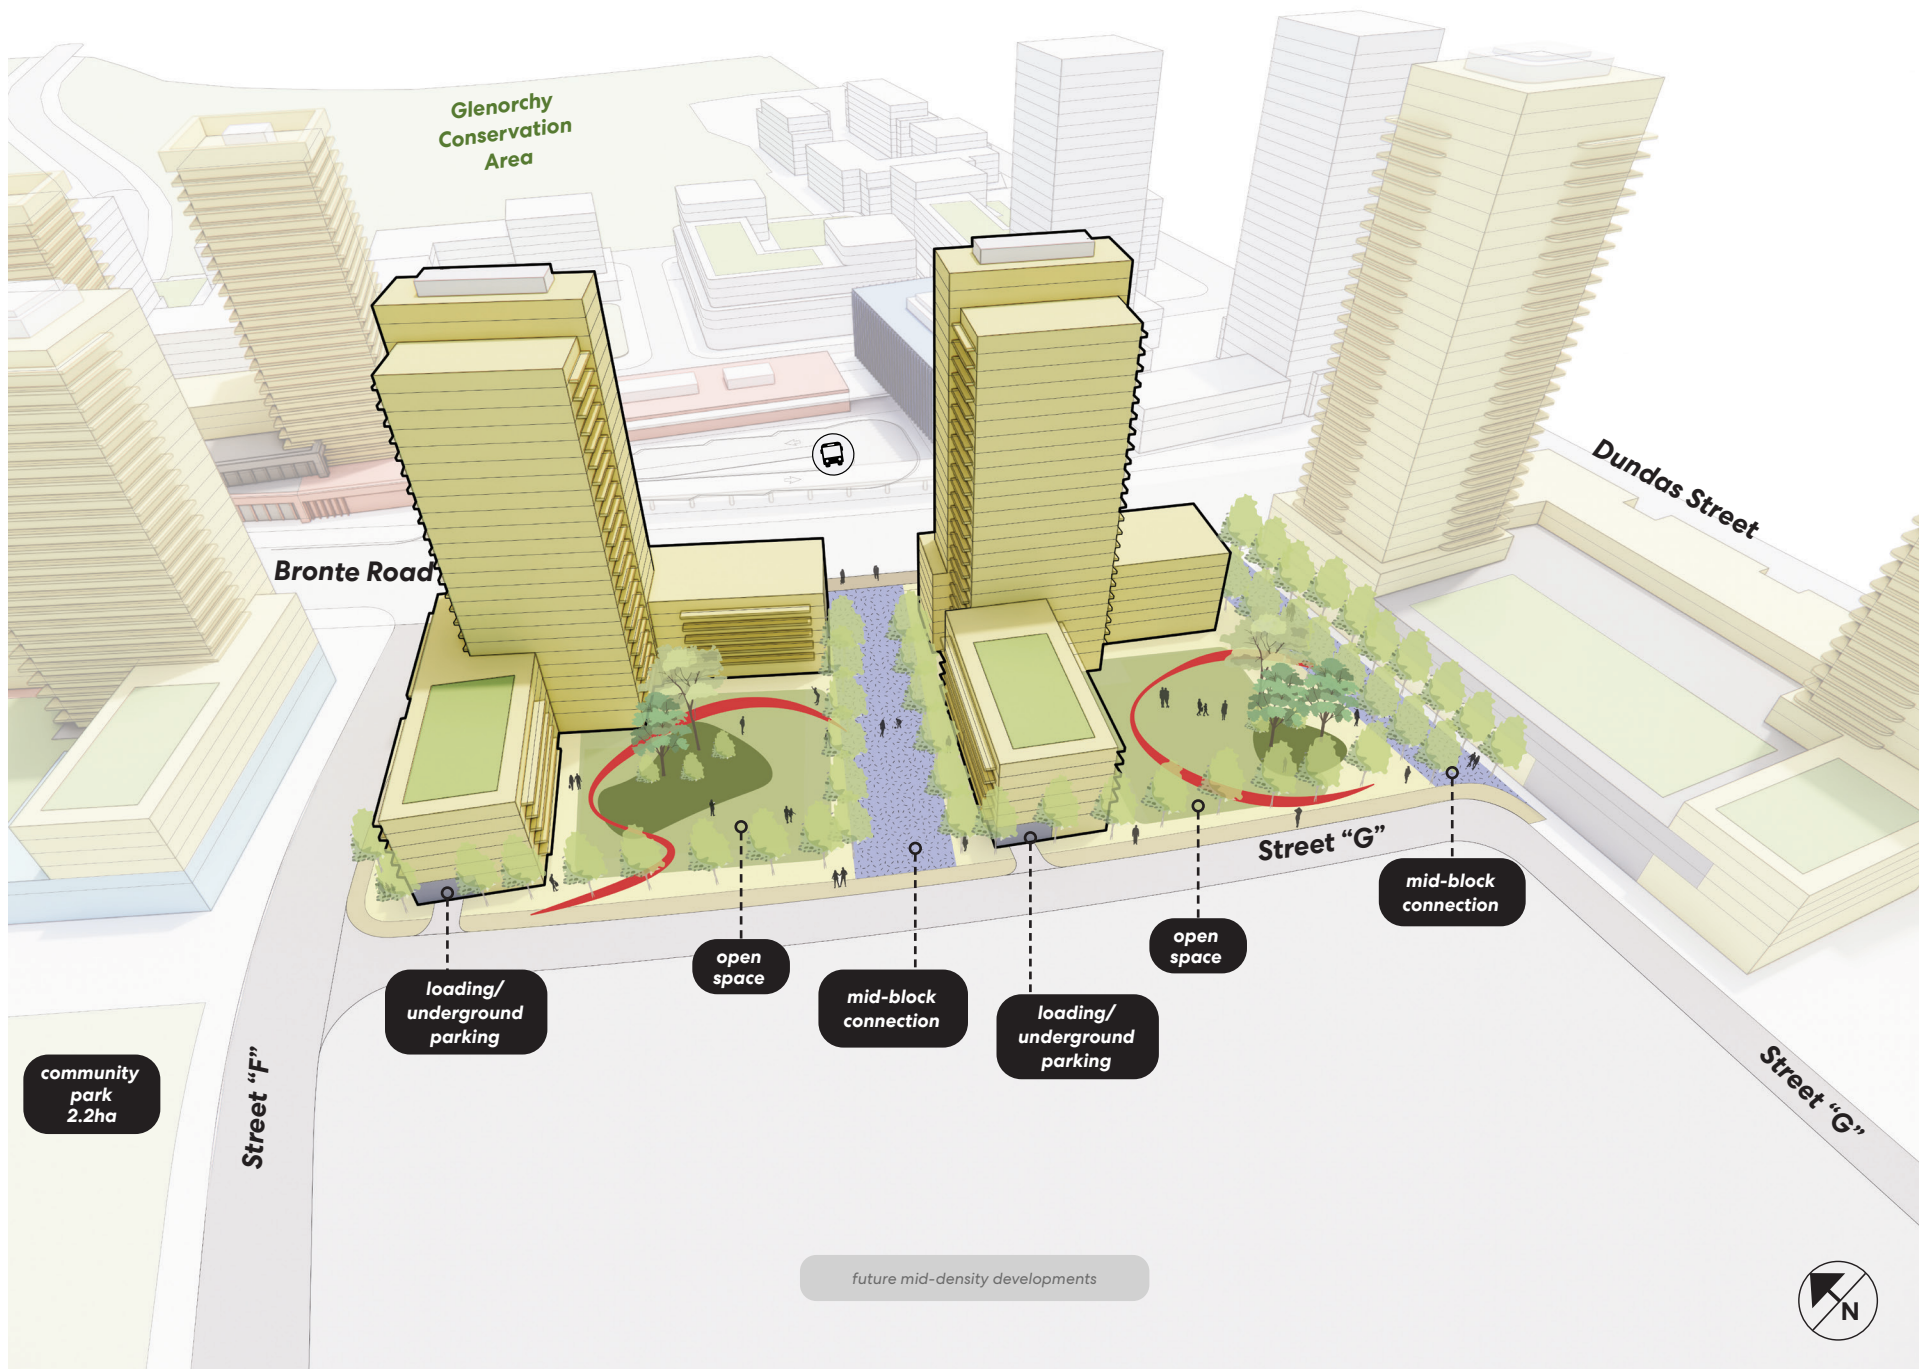 Glenorchy
Conservation
Area
Dundas Street
Bronte Road
Street “G”
mid-block
connection
open
space
open
space
loading/
underground
parking
mid-block
connection
loading/
underground
parking
community
park
2.2ha
Street “F”
Street “G”
future mid-density developments
N